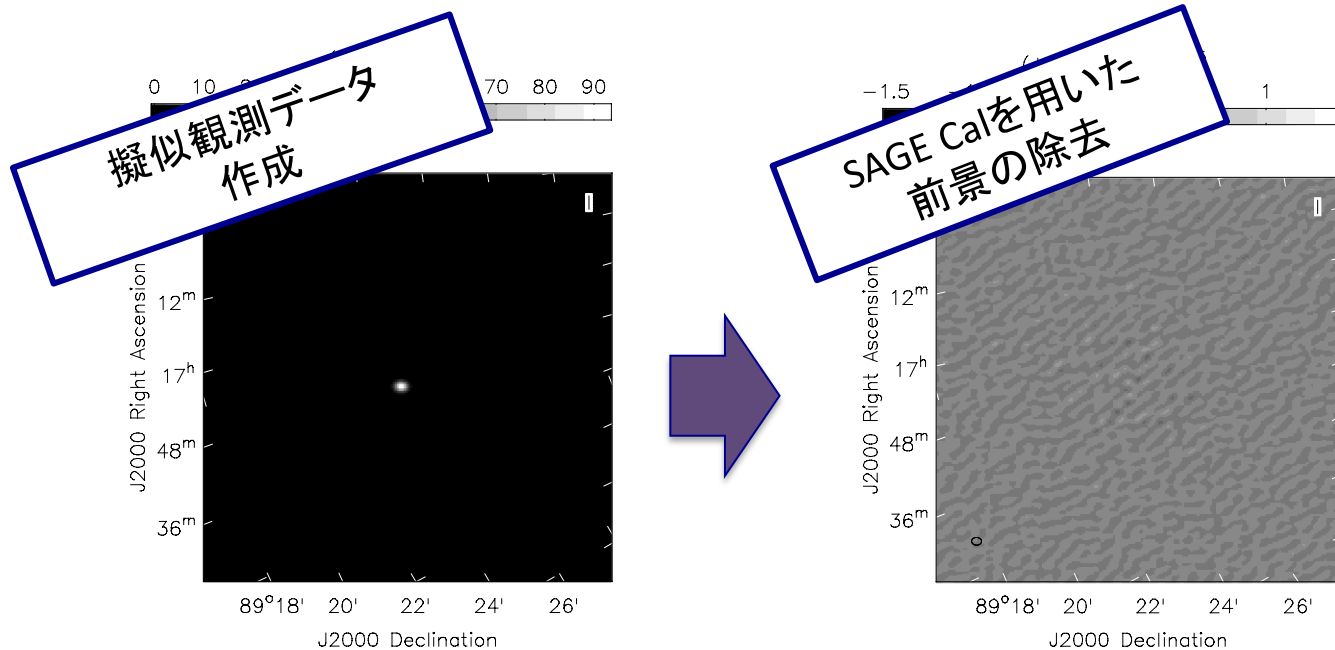 擬似観測データ
作成
0 10 70 80 90
I
J2000 Right Ascension
12m
17h
48m
36m
89°18' 20' 22' 24' 26'
J2000 Declination
SAGE Calを用いた
前景の除去
−1.5 1
I
J2000 Right Ascension
12m
17h
48m
36m
89°18' 20' 22' 24' 26'
J2000 Declination